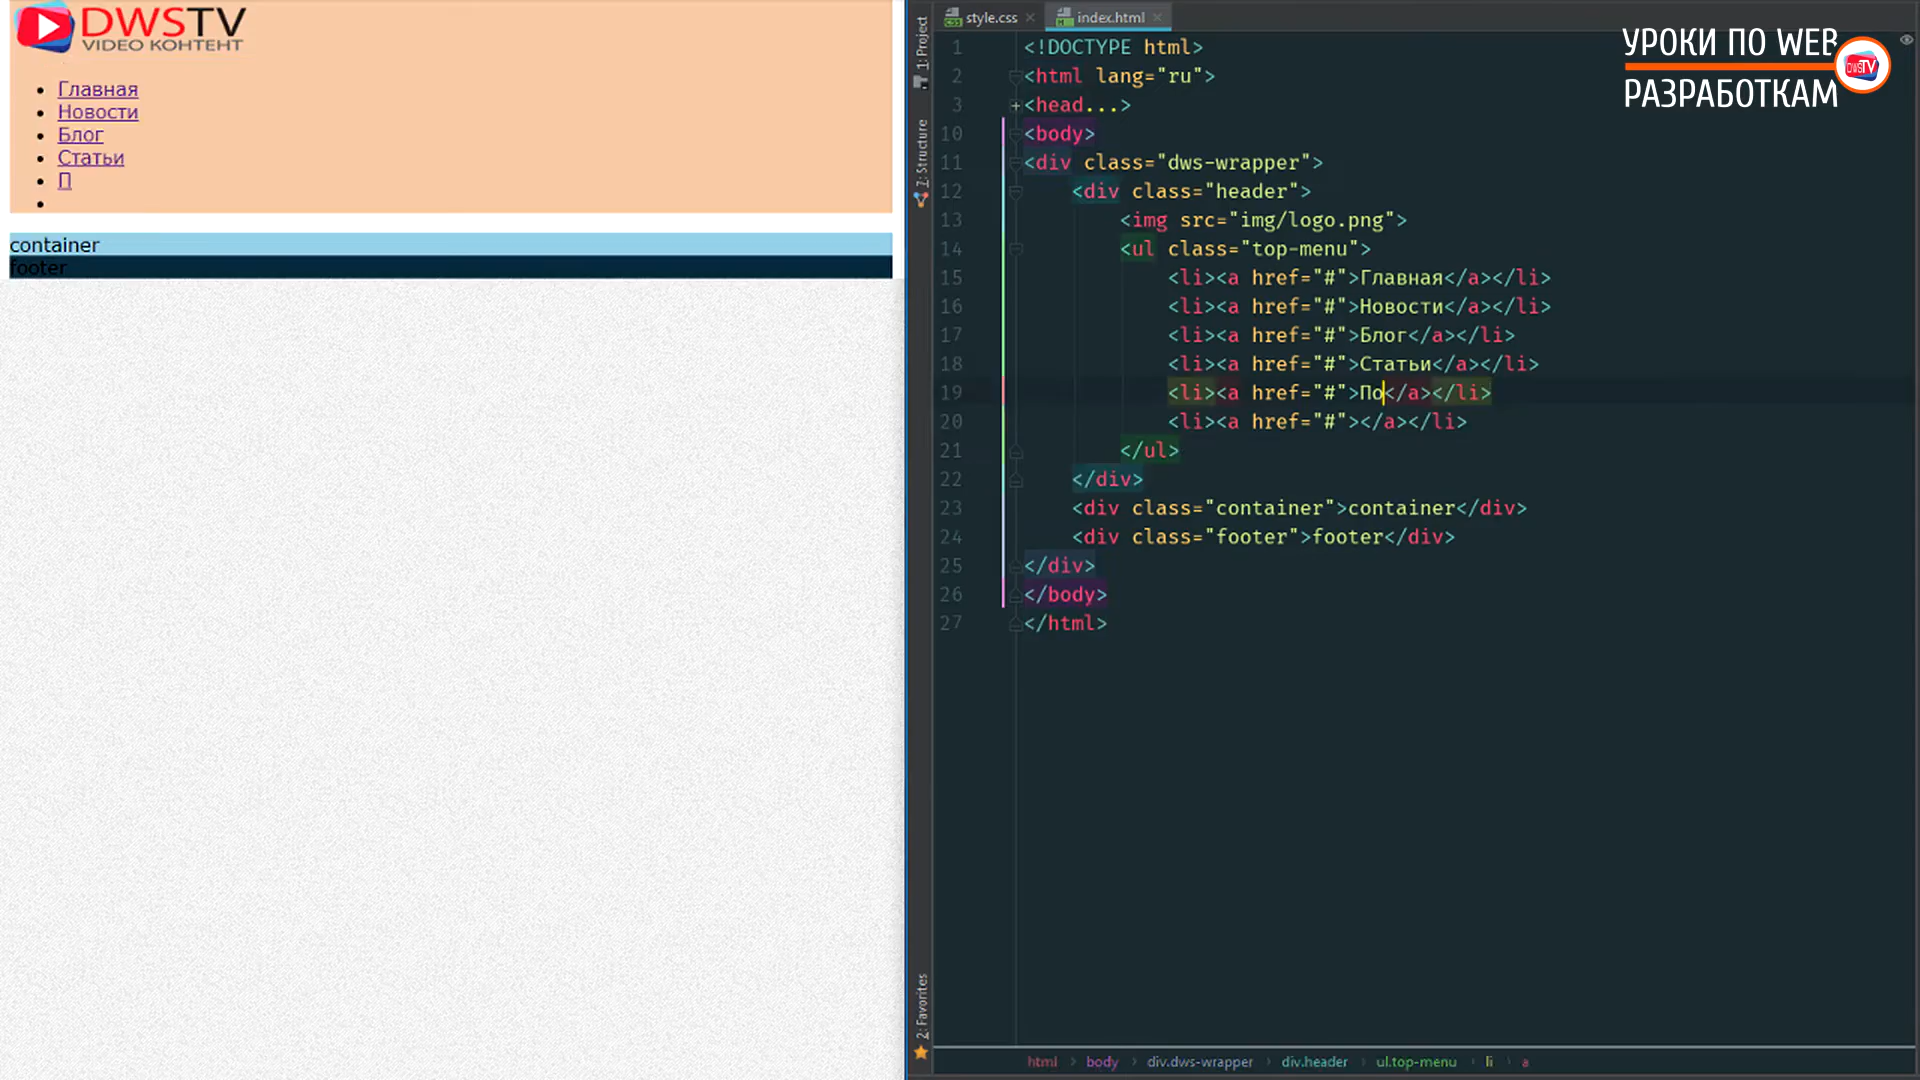 DWSTV
VIDEO КОНТЕНТ
Главная
Новости
Блог
Статьи
П
container
footer
1: Project
7: Structure
2: Favorites
style.css
index.html
1 <!DOCTYPE html>
2 <html lang="ru">
3 <head...>
10 <body>
11 <div class="dws-wrapper">
12 <div class="header">
13 <img src="img/logo.png">
14 <ul class="top-menu">
15 <li><a href="#">Главная</a></li>
16 <li><a href="#">Новости</a></li>
17 <li><a href="#">Блог</a></li>
18 <li><a href="#">Статьи</a></li>
19 <li><a href="#">По</a></li>
20 <li><a href="#"></a></li>
21 </ul>
22 </div>
23 <div class="container">container</div>
24 <div class="footer">footer</div>
25 </div>
26 </body>
27 </html>
html body div.dws-wrapper div.header ul.top-menu li a
УРОКИ ПО WEB
РАЗРАБОТКАМ
DWSTV